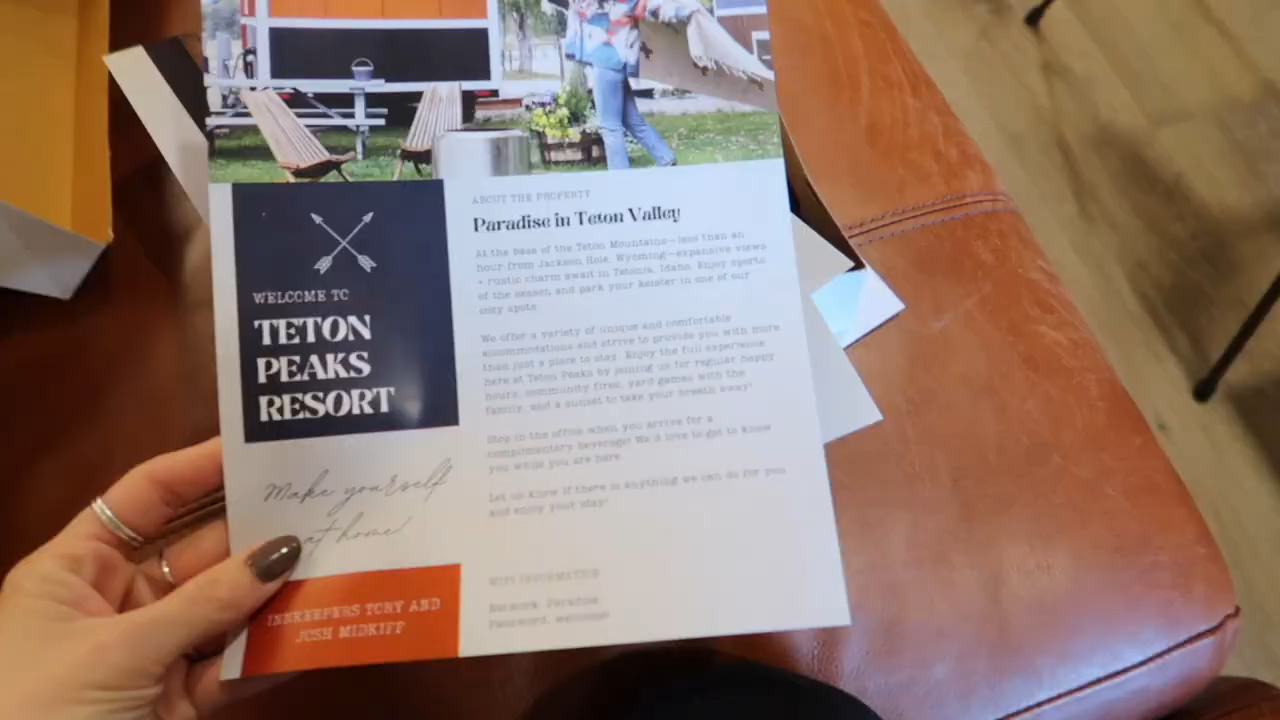 WELCOME TO
TETON
PEAKS
RESORT
Make yourself
at home
INNKEEPERS TORY AND
JOSH MIDKIFF
ABOUT THE PROPERTY
Paradise in Teton Valley
At the base of the Teton Mountains—less than an
hour from Jackson Hole, Wyoming—expansive views
+ rustic charm await in Tetonia, Idaho. Enjoy sports
of the season and park your keister in one of our
cozy spots.
We offer a variety of unique and comfortable
accommodations and strive to provide you with more
than just a place to stay. Enjoy the full experience
here at Teton Peaks by joining us for regular happy
hours, community fires, yard games with the
family, and a sunset to take your breath away!
Stop in the office when you arrive for a
complimentary beverage! We'd love to get to know
you while you are here.
Let us know if there is anything we can do for you
and enjoy your stay!
WIFI INFORMATION
Network: Paradise
Password: welcome